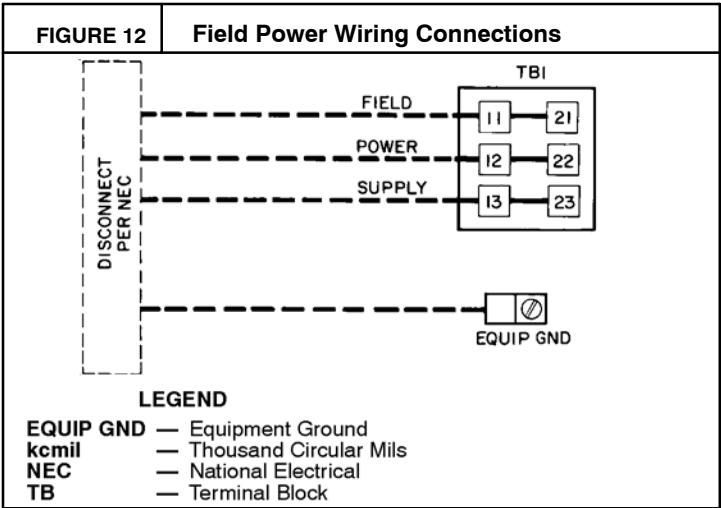 FIGURE 12 Field Power Wiring Connections
TB1
FIELD
11 21
POWER
12 22
SUPPLY
13 23
DISCONNECT
PER NEC
EQUIP GND
LEGEND
EQUIP GND — Equipment Ground
kcmil — Thousand Circular Mils
NEC — National Electrical
TB — Terminal Block